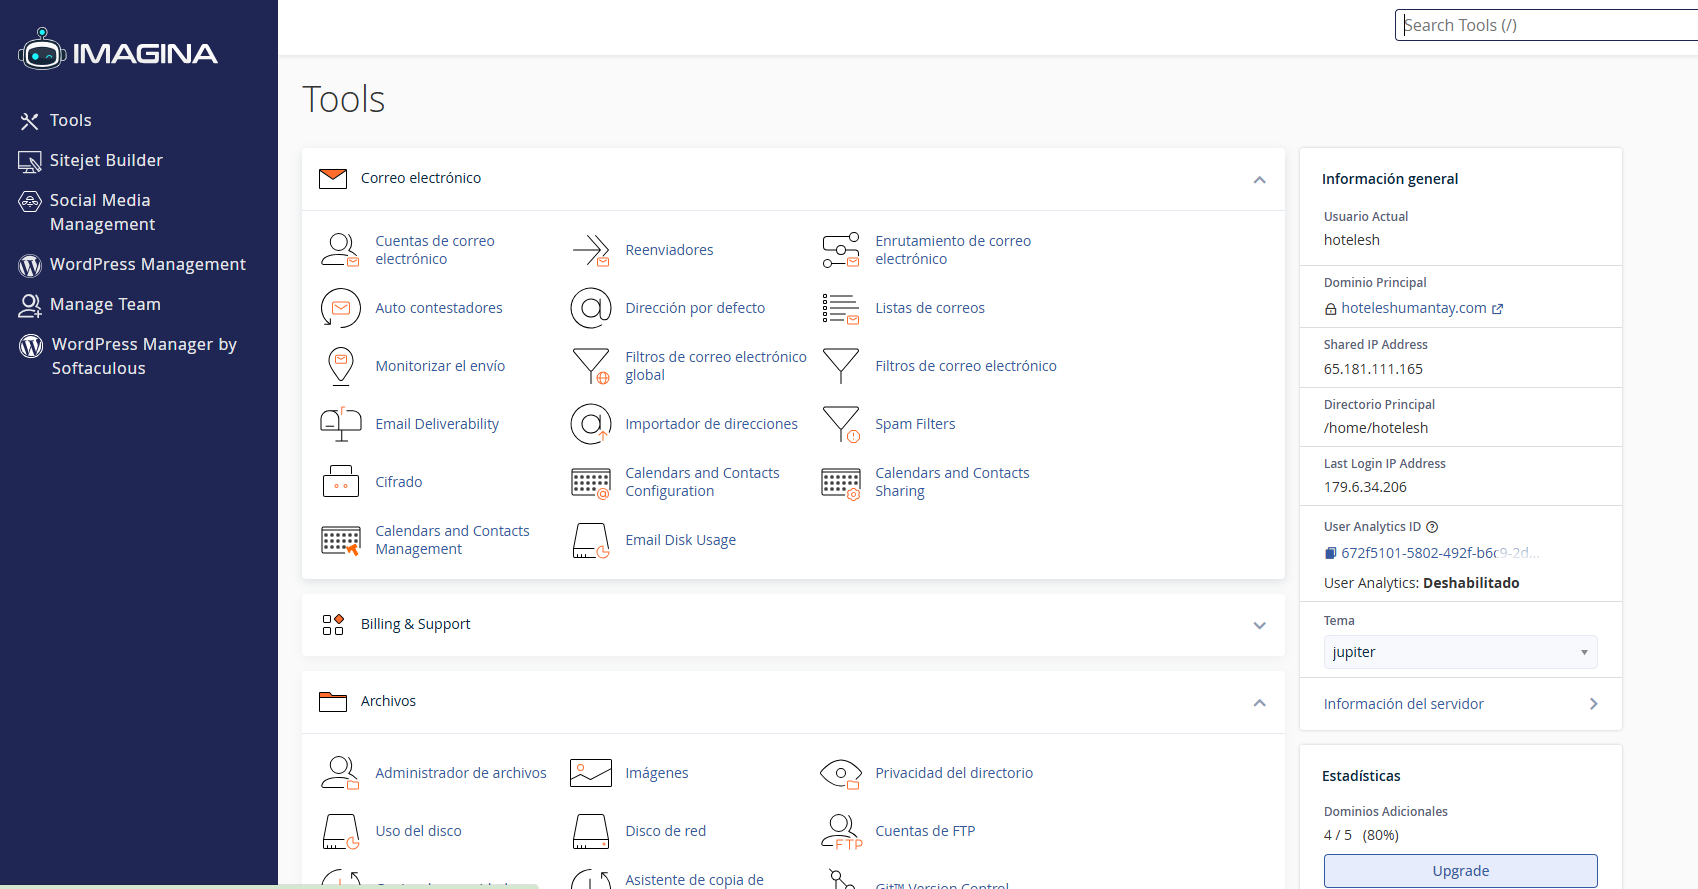 IMAGINA
Tools
Sitejet Builder
Social Media
Management
WordPress Management
Manage Team
WordPress Manager by
Softaculous
Search Tools (/)
Tools
Correo electrónico
Cuentas de correo
electrónico
Reenviadores
Enrutamiento de correo
electrónico
Auto contestadores
Dirección por defecto
Listas de correos
Monitorizar el envío
Filtros de correo electrónico
global
Filtros de correo electrónico
Email Deliverability
Importador de direcciones
Spam Filters
Cifrado
Calendars and Contacts
Configuration
Calendars and Contacts
Sharing
Calendars and Contacts
Management
Email Disk Usage
Billing & Support
Archivos
Administrador de archivos
Imágenes
Privacidad del directorio
Uso del disco
Disco de red
Cuentas de FTP
FTP
Asistente de copia de
Git™ Version Control
Información general
Usuario Actual
hotelesh
Dominio Principal
hoteleshumantay.com
Shared IP Address
65.181.111.165
Directorio Principal
/home/hotelesh
Last Login IP Address
179.6.34.206
User Analytics ID
672f5101-5802-492f-b6c9-2d...
User Analytics: Deshabilitado
Tema
jupiter
Información del servidor
Estadísticas
Dominios Adicionales
4 / 5 (80%)
Upgrade